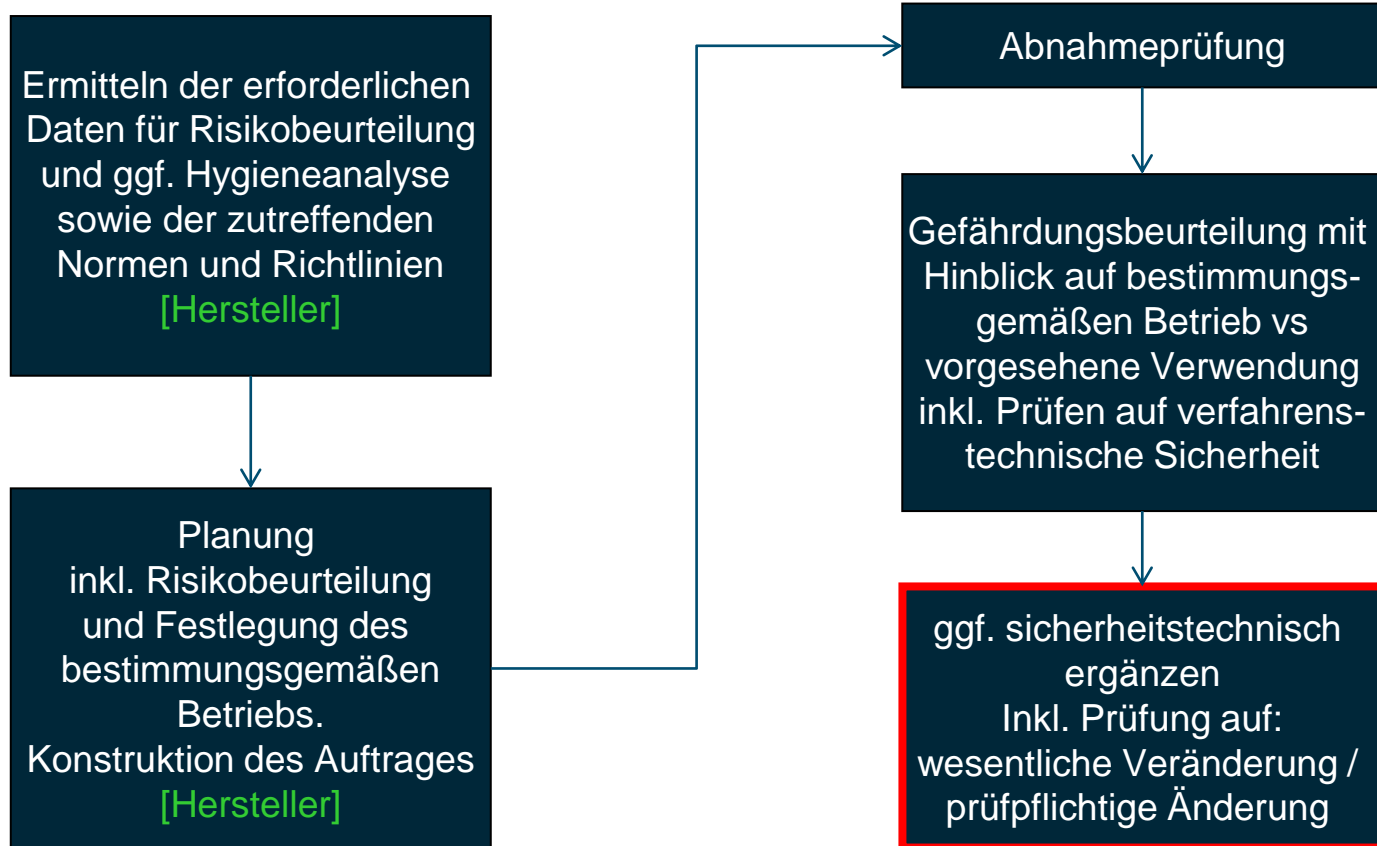 Ermitteln der erforderlichen
Daten für Risikobeurteilung
und ggf. Hygieneanalyse
sowie der zutreffenden
Normen und Richtlinien
[Hersteller]
Planung
inkl. Risikobeurteilung
und Festlegung des
bestimmungsgemäßen
Betriebs.
Konstruktion des Auftrages
[Hersteller]
Abnahmeprüfung
Gefährdungsbeurteilung mit
Hinblick auf bestimmungs-
gemäßen Betrieb vs
vorgesehene Verwendung
inkl. Prüfen auf verfahrens-
technische Sicherheit
ggf. sicherheitstechnisch
ergänzen
Inkl. Prüfung auf:
wesentliche Veränderung /
prüfpflichtige Änderung